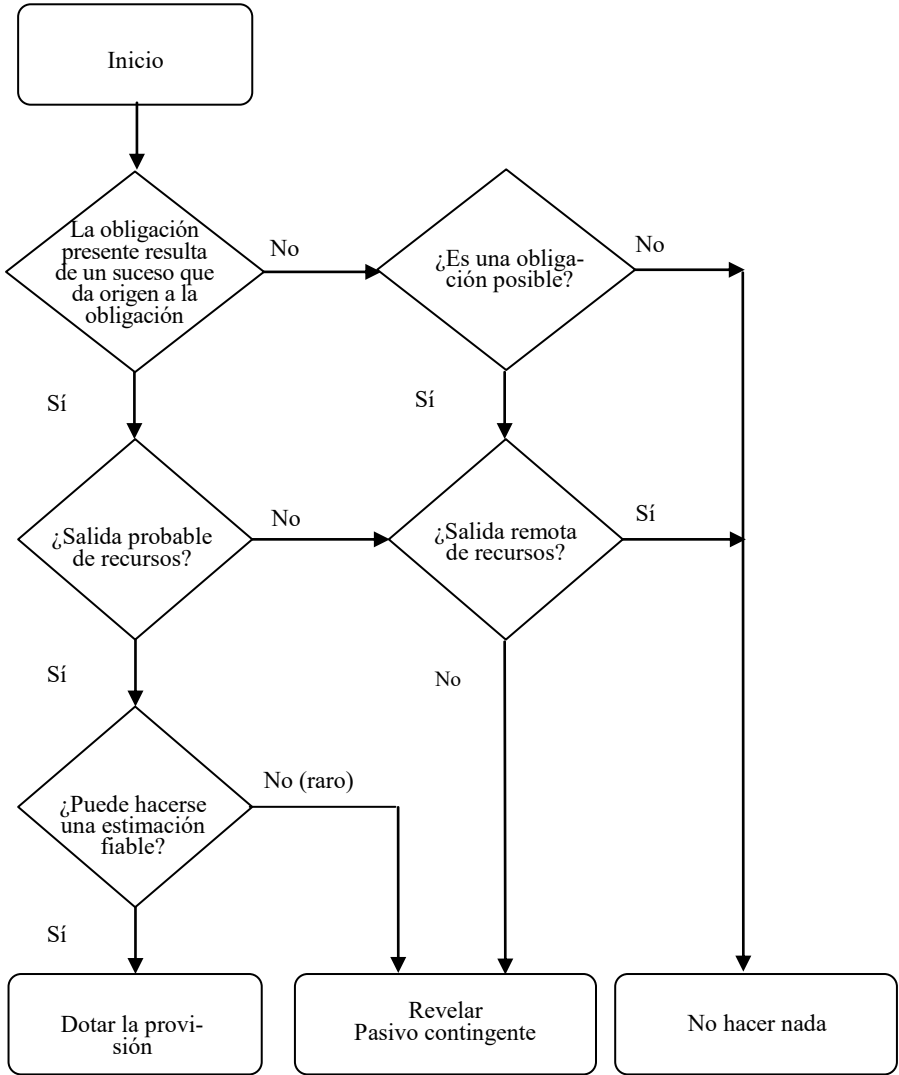 Inicio
La obligación
presente resulta
de un suceso que
da origen a la
obligación
No
¿Es una obliga-
ción posible?
No
Sí
Sí
¿Salida probable
de recursos?
No
¿Salida remota
de recursos?
Sí
Sí
No
¿Puede hacerse
una estimación
fiable?
No (raro)
Sí
Dotar la provi-
sión
Revelar
Pasivo contingente
No hacer nada